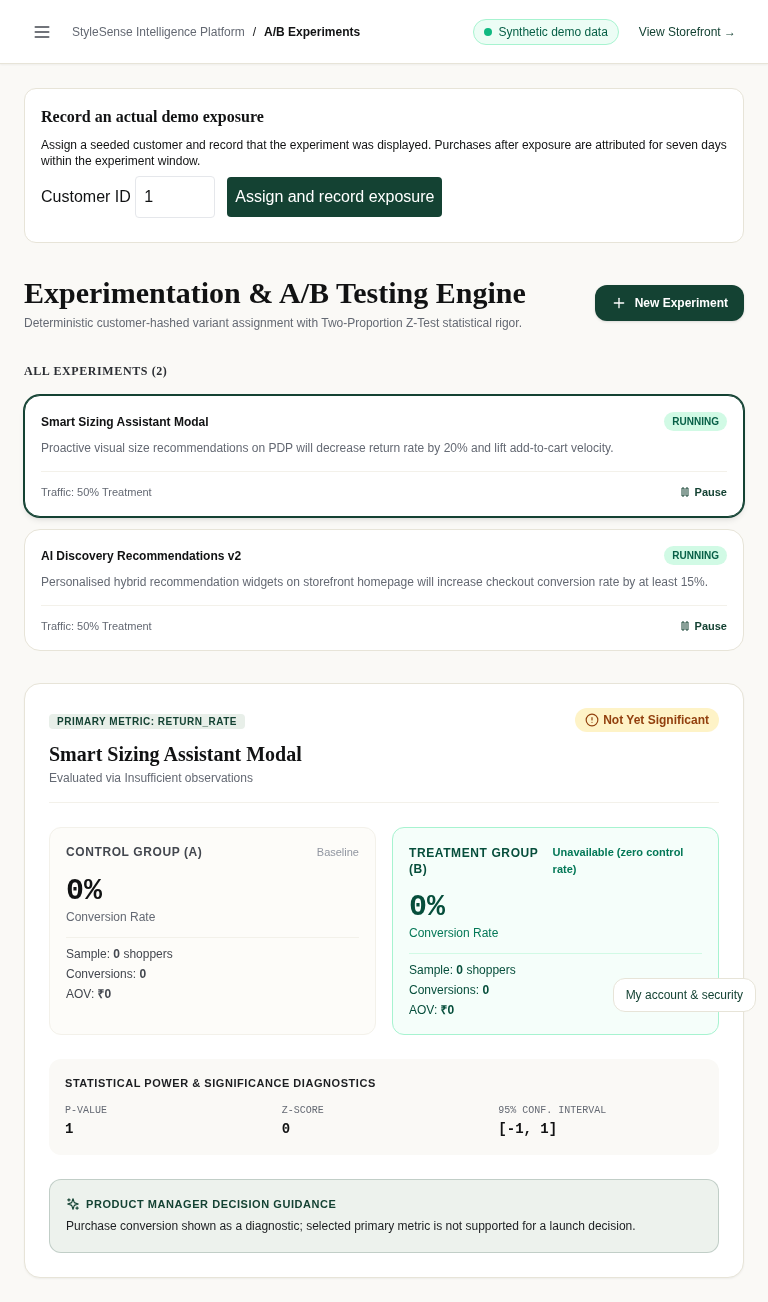 StyleSense Intelligence Platform / A/B Experiments
Synthetic demo data
View Storefront →
Record an actual demo exposure
Assign a seeded customer and record that the experiment was displayed. Purchases after exposure are attributed for seven days
within the experiment window.
Customer ID 1 Assign and record exposure
Experimentation & A/B Testing Engine
Deterministic customer-hashed variant assignment with Two-Proportion Z-Test statistical rigor.
New Experiment
ALL EXPERIMENTS (2)
Smart Sizing Assistant Modal
RUNNING
Proactive visual size recommendations on PDP will decrease return rate by 20% and lift add-to-cart velocity.
Traffic: 50% Treatment
Pause
AI Discovery Recommendations v2
RUNNING
Personalised hybrid recommendation widgets on storefront homepage will increase checkout conversion rate by at least 15%.
Traffic: 50% Treatment
Pause
PRIMARY METRIC: RETURN_RATE
Not Yet Significant
Smart Sizing Assistant Modal
Evaluated via Insufficient observations
CONTROL GROUP (A)
Baseline
0%
Conversion Rate
Sample: 0 shoppers
Conversions: 0
AOV: ₹0
TREATMENT GROUP
(B)
Unavailable (zero control
rate)
0%
Conversion Rate
Sample: 0 shoppers
Conversions: 0
AOV: ₹0
My account & security
STATISTICAL POWER & SIGNIFICANCE DIAGNOSTICS
P-VALUE
1
Z-SCORE
0
95% CONF. INTERVAL
[-1, 1]
PRODUCT MANAGER DECISION GUIDANCE
Purchase conversion shown as a diagnostic; selected primary metric is not supported for a launch decision.